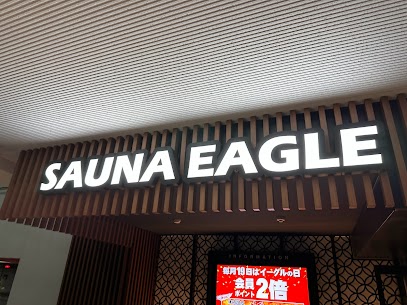 SAUNA EAGLE
INFORMATION
毎月19日はイーグルの日
会員
ポイント
2倍